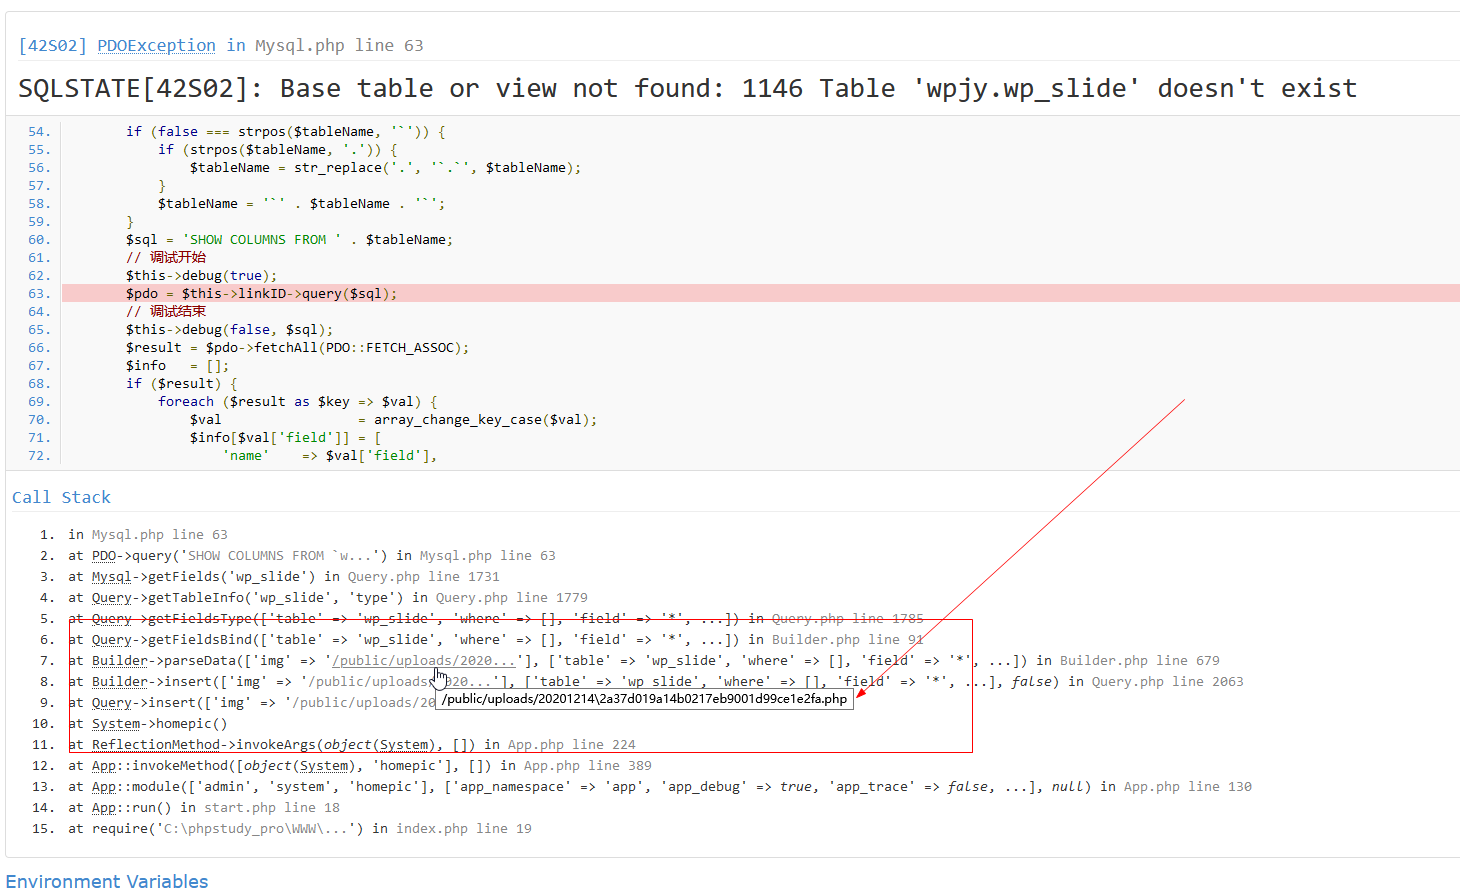 [42S02] PDOException in Mysql.php line 63
SQLSTATE[42S02]: Base table or view not found: 1146 Table 'wpjy.wp_slide' doesn't exist
54. if (false === strpos($tableName, '`')) {
55. if (strpos($tableName, '.')) {
56. $tableName = str_replace('.', '`.`', $tableName);
57. }
58. $tableName = '`' . $tableName . '`';
59. }
60. $sql = 'SHOW COLUMNS FROM ' . $tableName;
61. // 调试开始
62. $this->debug(true);
63. $pdo = $this->linkID->query($sql);
64. // 调试结束
65. $this->debug(false, $sql);
66. $result = $pdo->fetchAll(PDO::FETCH_ASSOC);
67. $info = [];
68. if ($result) {
69. foreach ($result as $key => $val) {
70. $val = array_change_key_case($val);
71. $info[$val['field']] = [
72. 'name' => $val['field'],
Call Stack
1. in Mysql.php line 63
2. at PDO->query('SHOW COLUMNS FROM `w...') in Mysql.php line 63
3. at Mysql->getFields('wp_slide') in Query.php line 1731
4. at Query->getTableInfo('wp_slide', 'type') in Query.php line 1779
5. at Query->getFieldsType(['table' => 'wp_slide', 'where' => [], 'field' => '*', ...]) in Query.php line 1785
6. at Query->getFieldsBind(['table' => 'wp_slide', 'where' => [], 'field' => '*', ...]) in Builder.php line 91
7. at Builder->parseData(['img' => '/public/uploads/2020...'], ['table' => 'wp_slide', 'where' => [], 'field' => '*', ...]) in Builder.php line 679
8. at Builder->insert(['img' => '/public/uploads/2020...'], ['table' => 'wp_slide', 'where' => [], 'field' => '*', ...], false) in Query.php line 2063
9. at Query->insert(['img' => '/public/uploads/20
/public/uploads/20201214\2a37d019a14b0217eb9001d99ce1e2fa.php
10. at System->homepic()
11. at ReflectionMethod->invokeArgs(object(System), []) in App.php line 224
12. at App::invokeMethod([object(System), 'homepic'], []) in App.php line 389
13. at App::module(['admin', 'system', 'homepic'], ['app_namespace' => 'app', 'app_debug' => true, 'app_trace' => false, ...], null) in App.php line 130
14. at App::run() in start.php line 18
15. at require('C:\phpstudy_pro\WWW\...') in index.php line 19
Environment Variables